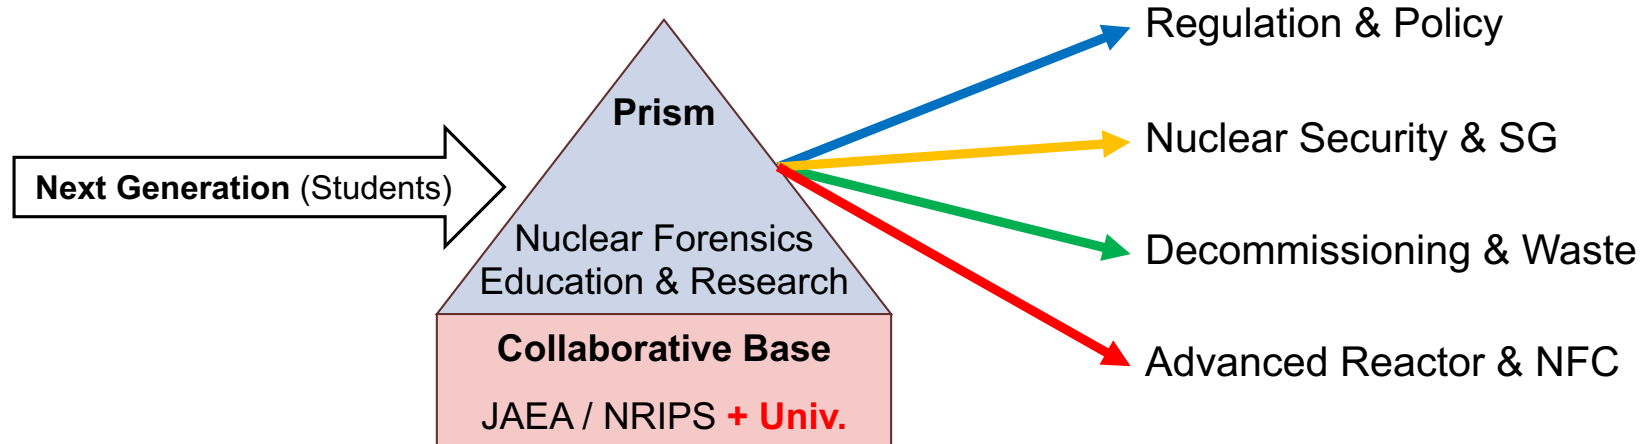 Next Generation (Students)
Prism
Nuclear Forensics
Education & Research
Collaborative Base
JAEA / NRIPS + Univ.
Regulation & Policy
Nuclear Security & SG
Decommissioning & Waste
Advanced Reactor & NFC